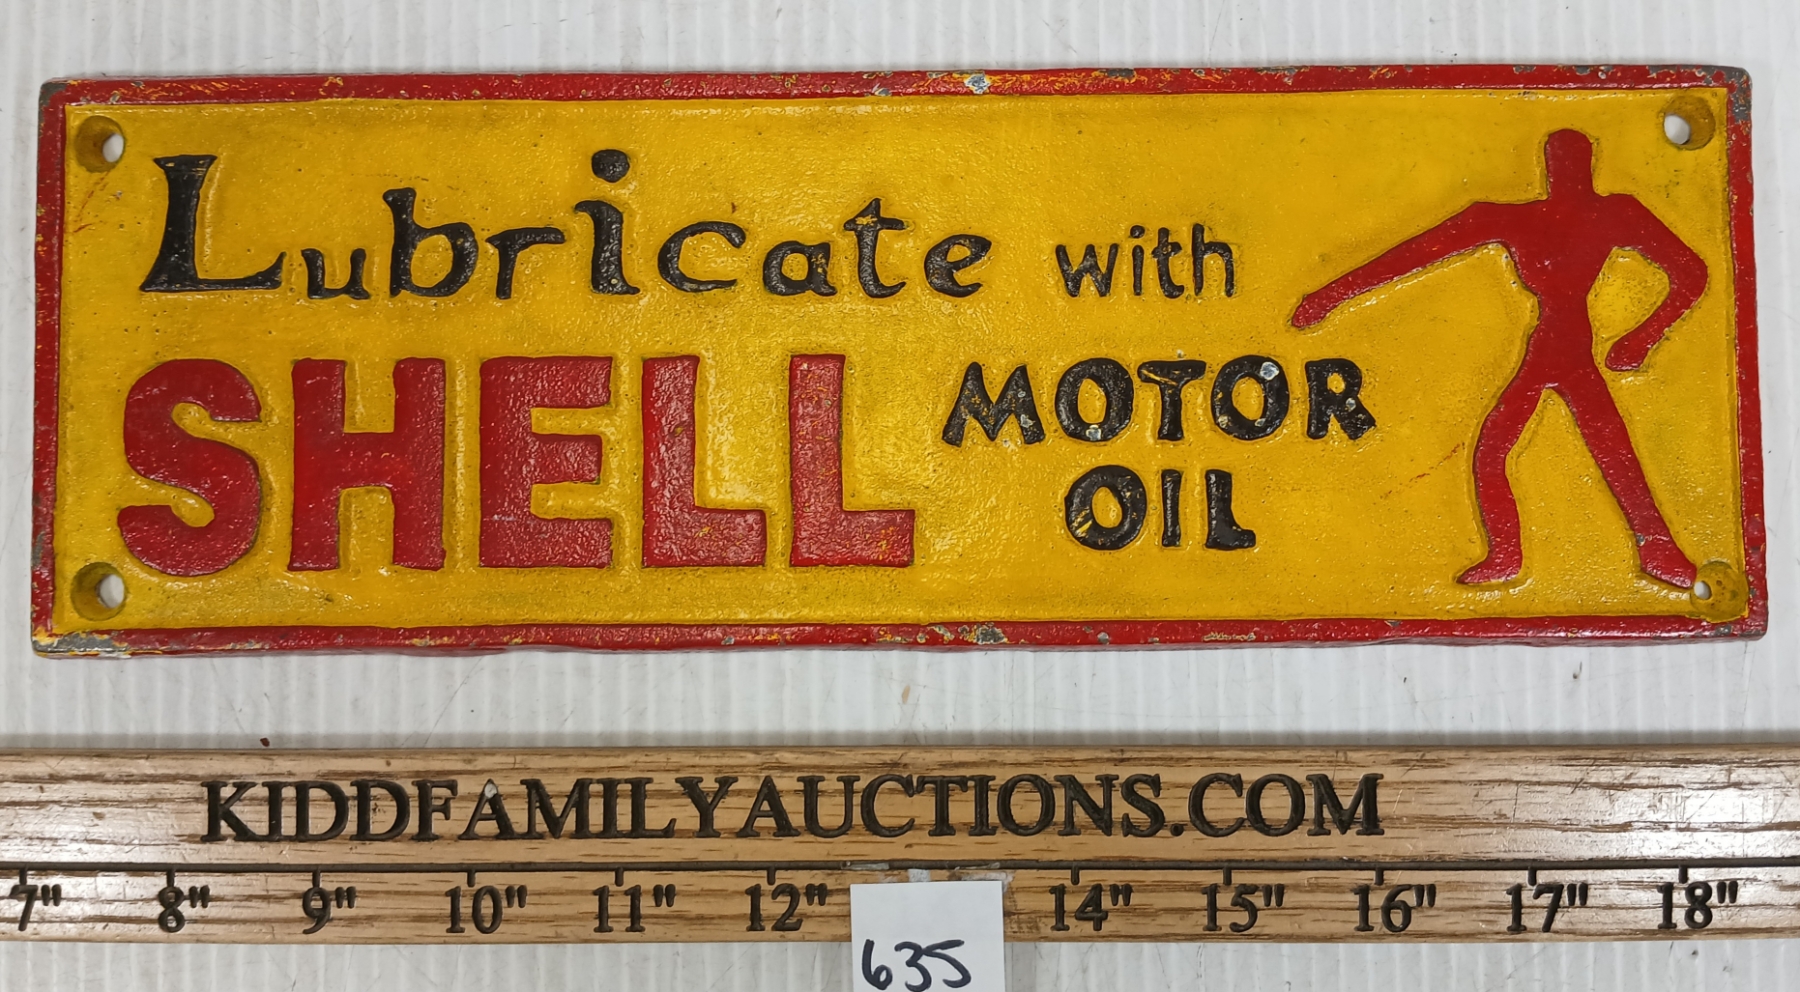 Lubricate with
SHELL MOTOR
OIL
KIDDFAMILYAUCTIONS.COM
7" 8" 9" 10" 11" 12" 14" 15" 16" 17" 18"
635